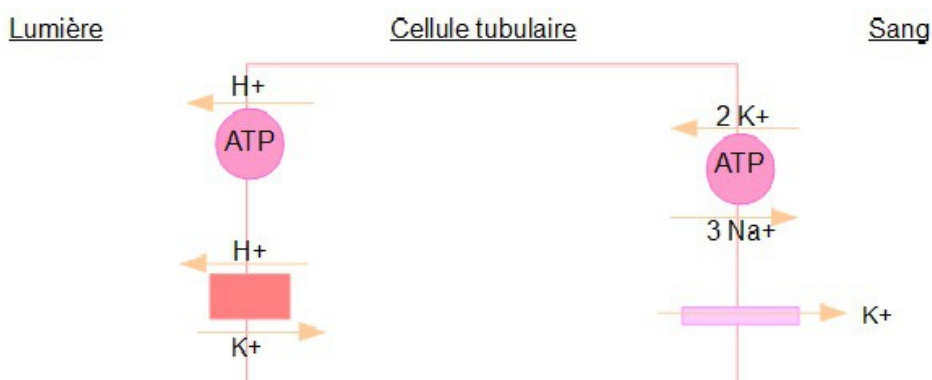 Lumière Cellule tubulaire Sang
H+
ATP
2 K+
ATP
3 Na+
H+
K+
K+